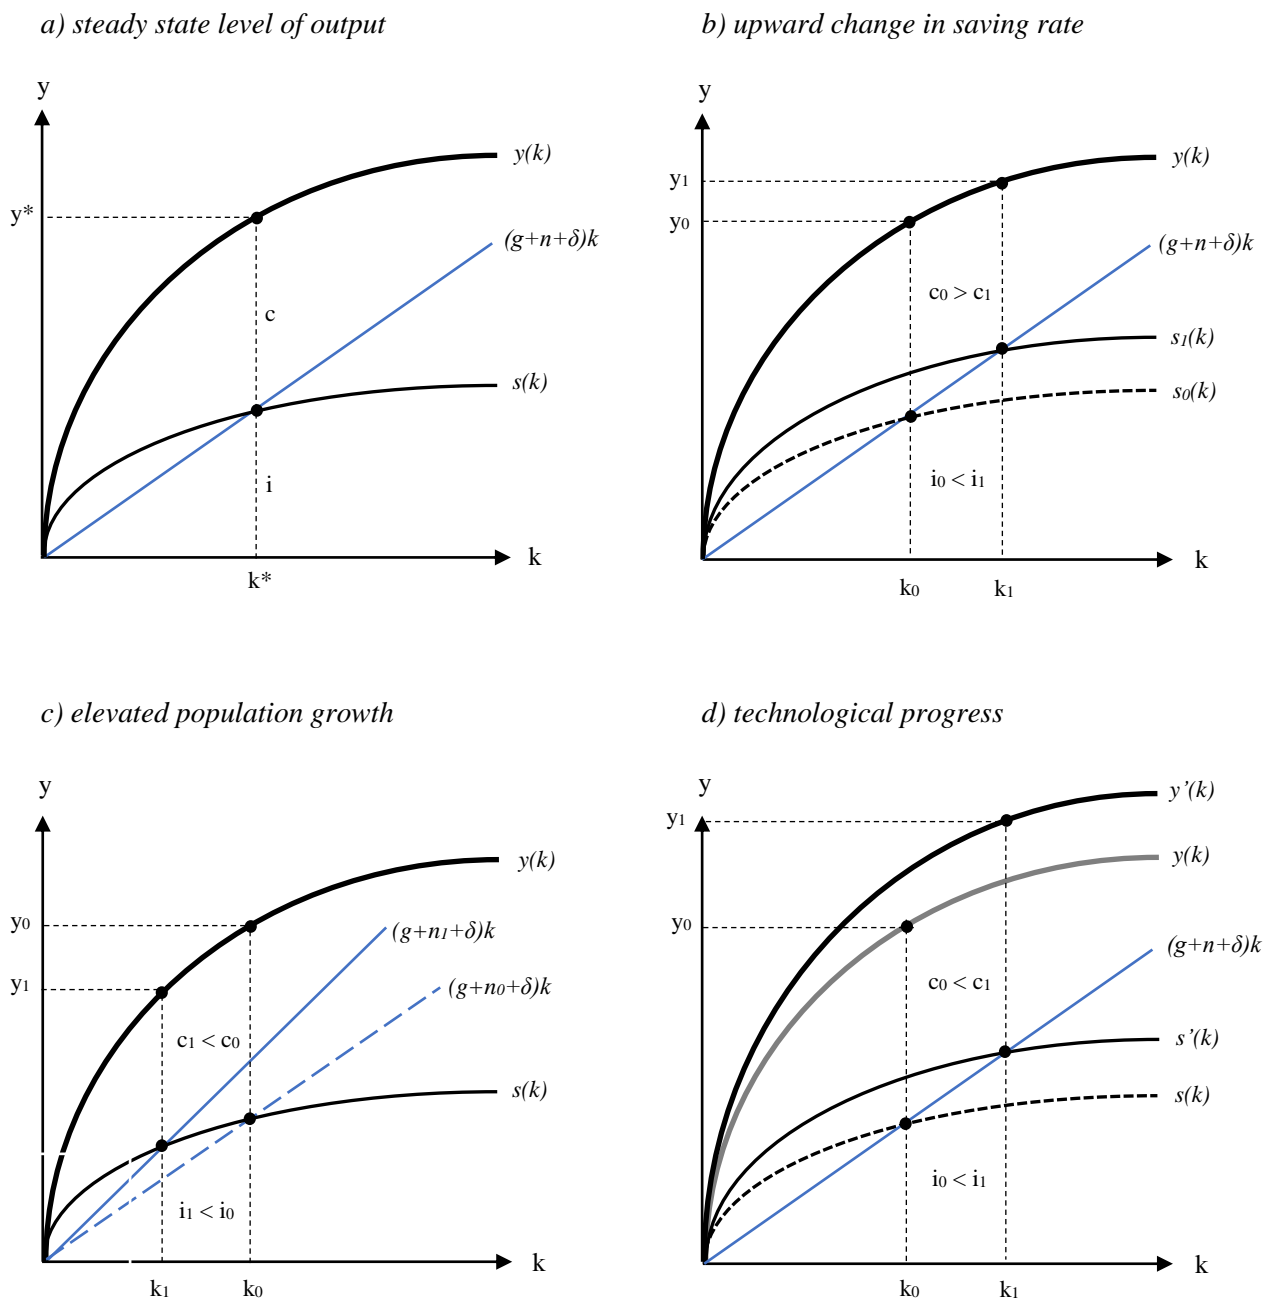 a) steady state level of output
y
y(k)
y*
(g+n+δ)k
c
s(k)
i
k
k*
b) upward change in saving rate
y
y(k)
y1
y0
(g+n+δ)k
c0 > c1
s1(k)
s0(k)
i0 < i1
k
k0
k1
c) elevated population growth
y
y(k)
y0
(g+n1+δ)k
y1
(g+n0+δ)k
c1 < c0
s(k)
i1 < i0
k
k1
k0
d) technological progress
y
y'(k)
y1
y(k)
y0
(g+n+δ)k
c0 < c1
s'(k)
s(k)
i0 < i1
k
k0
k1